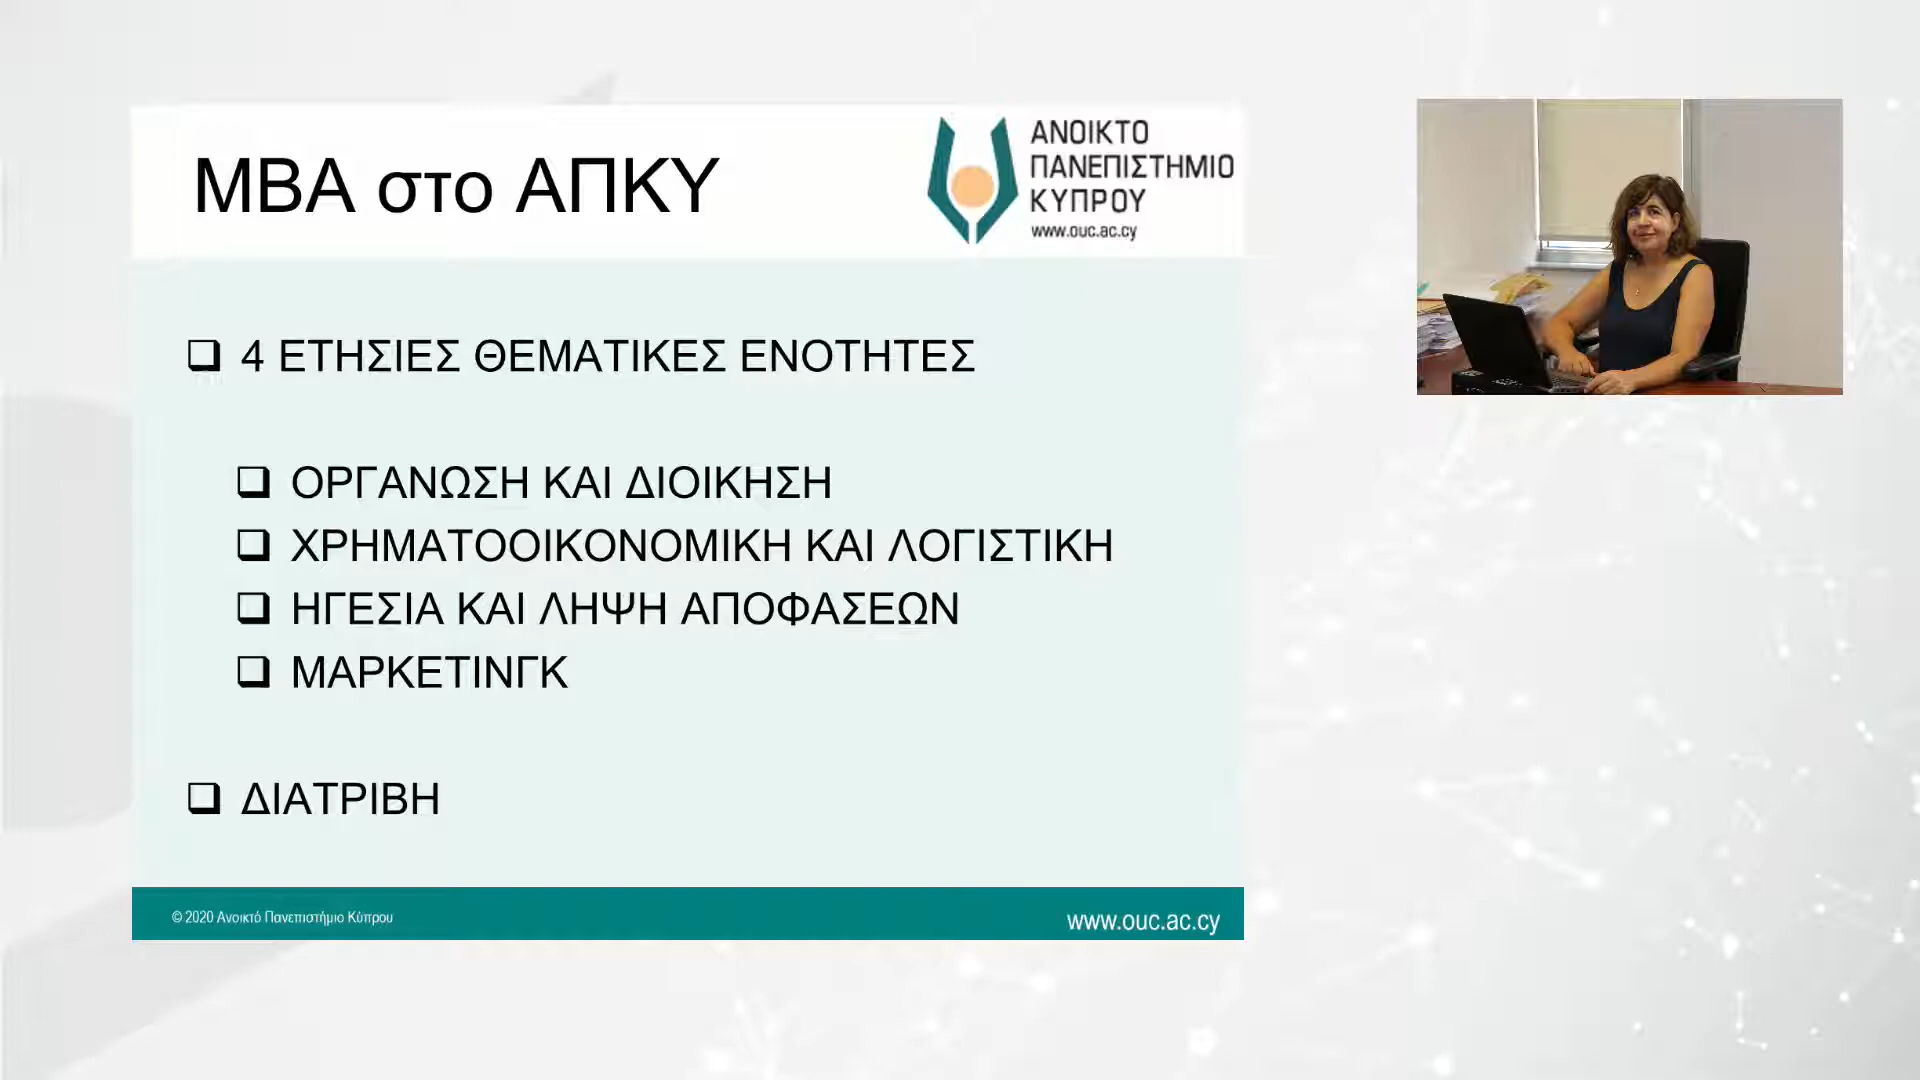 MBA στο ΑΠΚΥ
ΑΝΟΙΚΤΟ
ΠΑΝΕΠΙΣΤΗΜΙΟ
ΚΥΠΡΟΥ
www.ouc.ac.cy
4 ΕΤΗΣΙΕΣ ΘΕΜΑΤΙΚΕΣ ΕΝΟΤΗΤΕΣ
ΟΡΓΑΝΩΣΗ ΚΑΙ ΔΙΟΙΚΗΣΗ
ΧΡΗΜΑΤΟΟΙΚΟΝΟΜΙΚΗ ΚΑΙ ΛΟΓΙΣΤΙΚΗ
ΗΓΕΣΙΑ ΚΑΙ ΛΗΨΗ ΑΠΟΦΑΣΕΩΝ
ΜΑΡΚΕΤΙΝΓΚ
ΔΙΑΤΡΙΒΗ
© 2020 Ανοικτό Πανεπιστήμιο Κύπρου
www.ouc.ac.cy